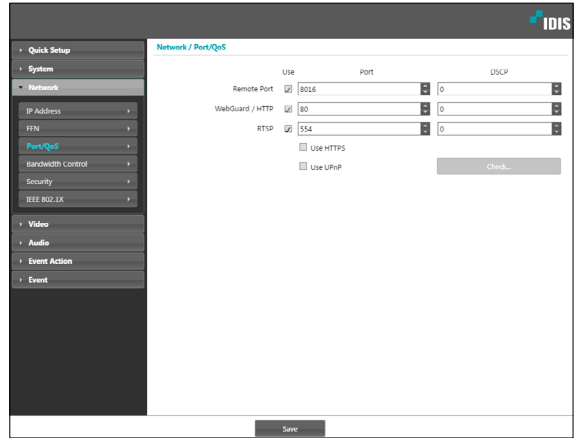 IDIS
Quick Setup
System
Network
IP Address
FEN
Port/QoS
Bandwidth Control
Security
IEEE 802.1X
Video
Audio
Event Action
Event
Network / Port/QoS
Use Port DSCP
Remote Port 8016 0
WebGuard / HTTP 80 0
RTSP 554 0
Use HTTPS
Use UPnP Check...
Save